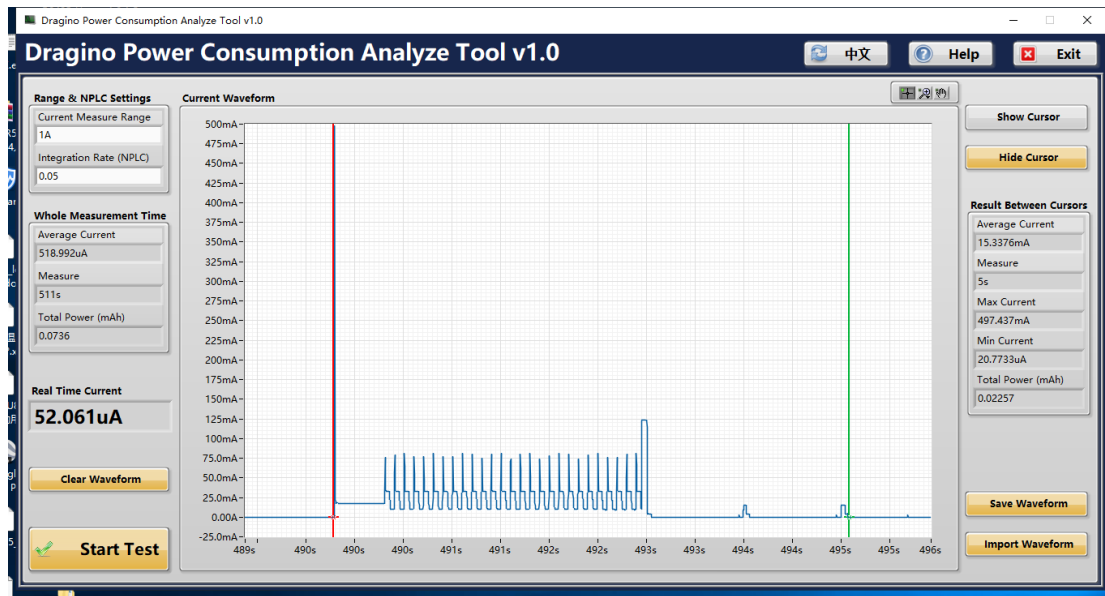 Dragino Power Consumption Analyze Tool v1.0
Dragino Power Consumption Analyze Tool v1.0
中文
Help
Exit
Range & NPLC Settings
Current Measure Range
1A
Integration Rate (NPLC)
0.05
Whole Measurement Time
Average Current
518.992uA
Measure
511s
Total Power (mAh)
0.0736
Real Time Current
52.061uA
Clear Waveform
Start Test
Current Waveform
500mA
475mA
450mA
425mA
400mA
375mA
350mA
325mA
300mA
275mA
250mA
225mA
200mA
175mA
150mA
125mA
100mA
75.0mA
50.0mA
25.0mA
0.00A
-25.0mA
489s 490s 490s 490s 491s 491s 492s 492s 493s 493s 494s 494s 495s 495s 496s
Show Cursor
Hide Cursor
Result Between Cursors
Average Current
15.3376mA
Measure
5s
Max Current
497.437mA
Min Current
20.7733uA
Total Power (mAh)
0.02257
Save Waveform
Import Waveform